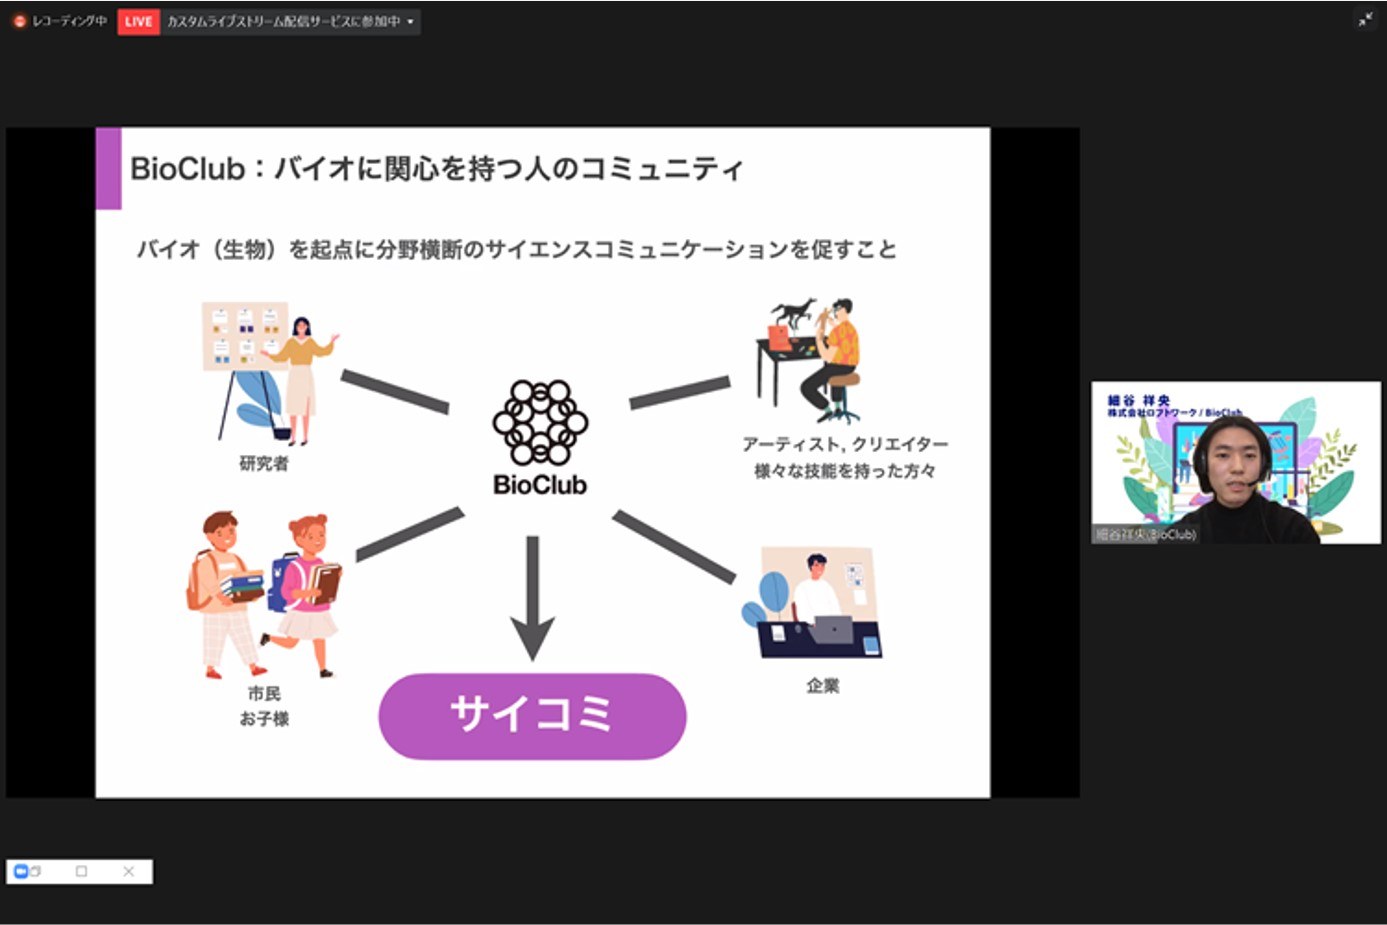 レコーディング中
LIVE カスタムライブストリーム配信サービスに参加中
BioClub：バイオに関心を持つ人のコミュニティ
バイオ（生物）を起点に分野横断のサイエンスコミュニケーションを促すこと
研究者
アーティスト, クリエイター
様々な技能を持った方々
BioClub
市民
お子様
企業
サイコミ
細谷 祥央
株式会社ロフトワーク / BioClub
細谷祥央(BioClub)